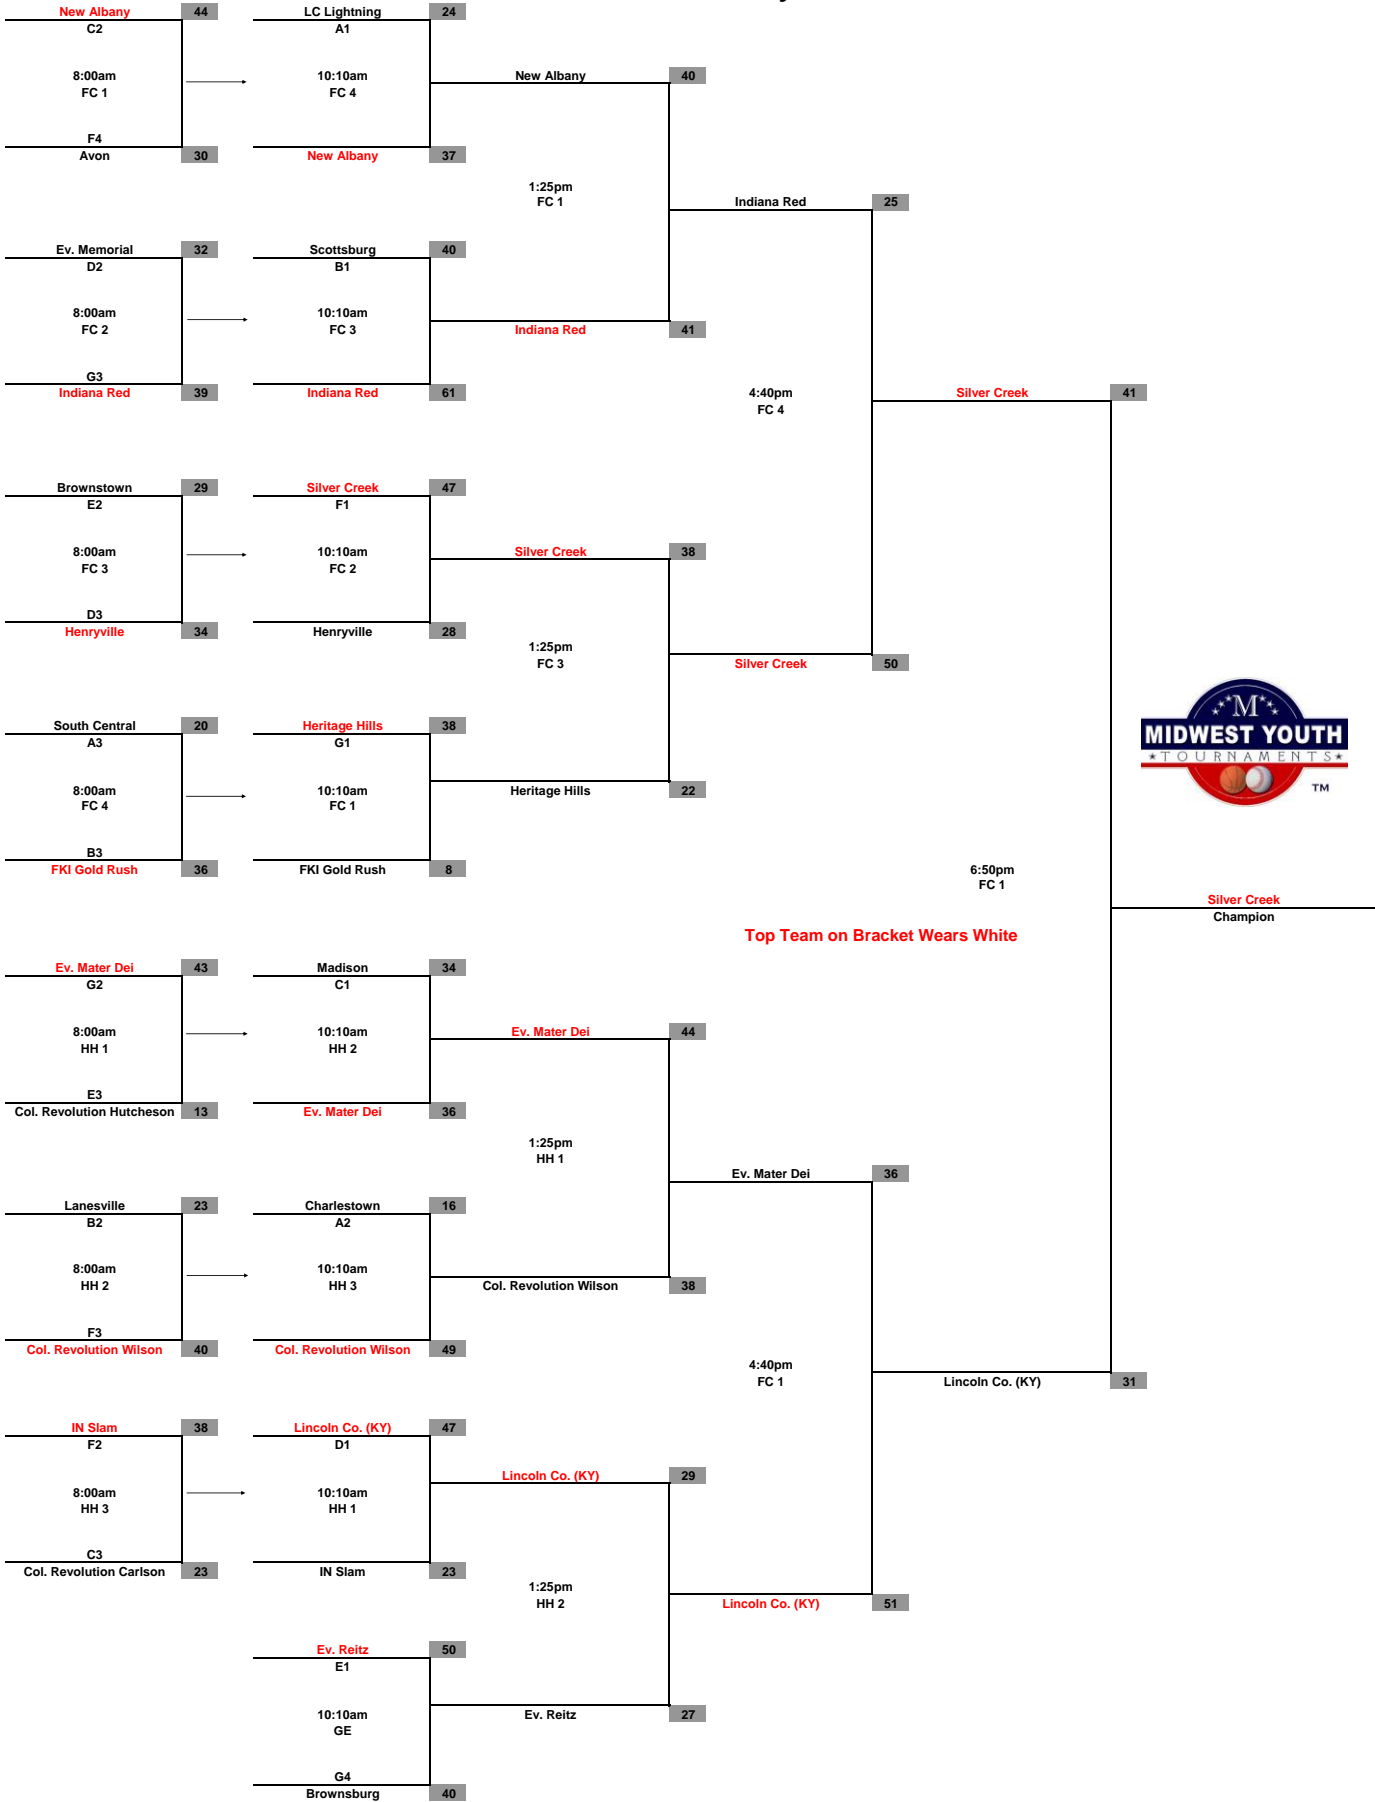 New Albany 44
C2
8:00am
FC 1
F4
Avon 30
LC Lightning 24
A1
10:10am
FC 4
New Albany 37
New Albany 40
1:25pm
FC 1
Indiana Red 41
Ev. Memorial 32
D2
8:00am
FC 2
G3
Indiana Red 39
Scottsburg 40
B1
10:10am
FC 3
Indiana Red 61
Indiana Red 25
4:40pm
FC 4
Silver Creek 50
Brownstown 29
E2
8:00am
FC 3
D3
Henryville 34
Silver Creek 47
F1
10:10am
FC 2
Henryville 28
Silver Creek 38
1:25pm
FC 3
Heritage Hills 22
South Central 20
A3
8:00am
FC 4
B3
FKI Gold Rush 36
Heritage Hills 38
G1
10:10am
FC 1
FKI Gold Rush 8
Silver Creek 41
6:50pm
FC 1
Lincoln Co. (KY) 31
M
MIDWEST YOUTH
TOURNAMENTS
TM
Silver Creek
Champion
Top Team on Bracket Wears White
Ev. Mater Dei 43
G2
8:00am
HH 1
E3
Col. Revolution Hutcheson 13
Madison 34
C1
10:10am
HH 2
Ev. Mater Dei 36
Ev. Mater Dei 44
1:25pm
HH 1
Col. Revolution Wilson 38
Lanesville 23
B2
8:00am
HH 2
F3
Col. Revolution Wilson 40
Charlestown 16
A2
10:10am
HH 3
Col. Revolution Wilson 49
Ev. Mater Dei 36
4:40pm
FC 1
Lincoln Co. (KY) 51
IN Slam 38
F2
8:00am
HH 3
C3
Col. Revolution Carlson 23
Lincoln Co. (KY) 47
D1
10:10am
HH 1
IN Slam 23
Lincoln Co. (KY) 29
1:25pm
HH 2
Ev. Reitz 27
Ev. Reitz 50
E1
10:10am
GE
G4
Brownsburg 40